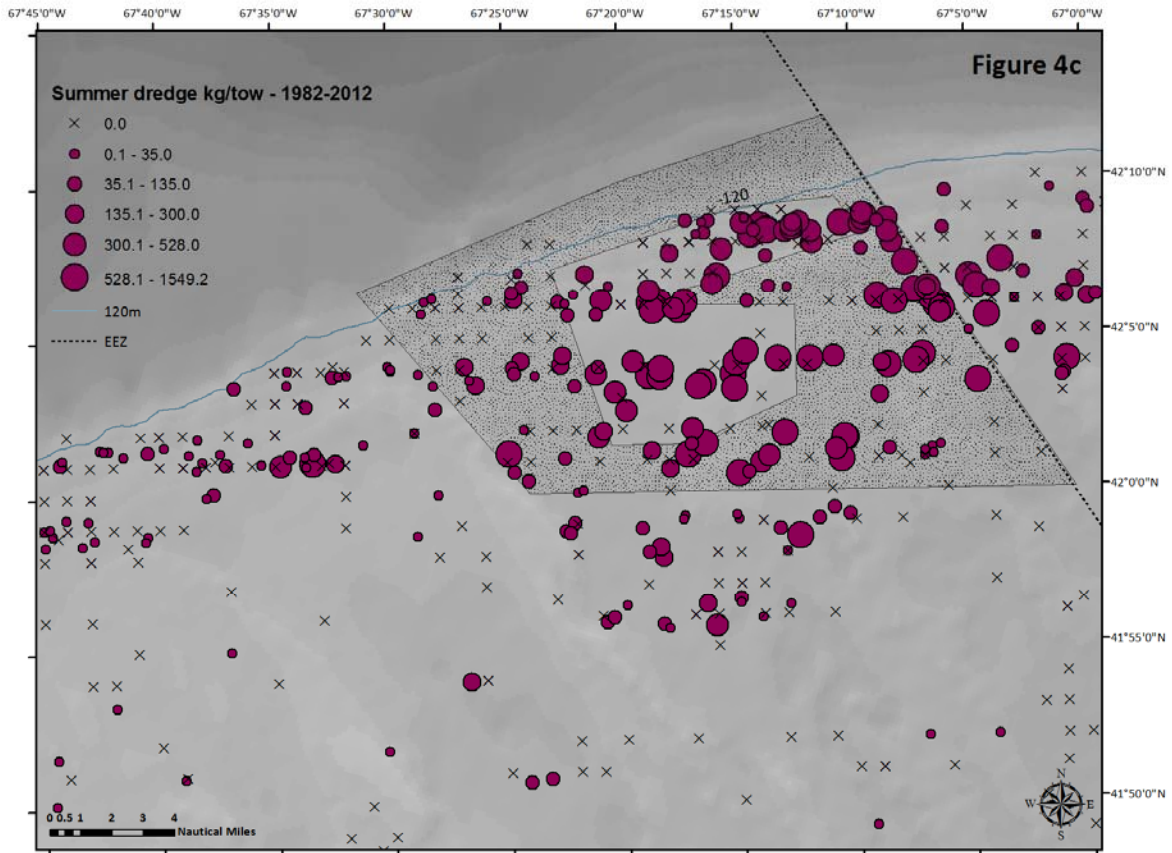 67°45'0"W 67°40'0"W 67°35'0"W 67°30'0"W 67°25'0"W 67°20'0"W 67°15'0"W 67°10'0"W 67°5'0"W 67°0'0"W
Figure 4c
Summer dredge kg/tow - 1982-2012
0.0
0.1 - 35.0
35.1 - 135.0
135.1 - 300.0
300.1 - 528.0
528.1 - 1549.2
120m
EEZ
-120
42°10'0"N
42°5'0"N
42°0'0"N
41°55'0"N
41°50'0"N
N
W E
S
0 0.5 1 2 3 4
Nautical Miles